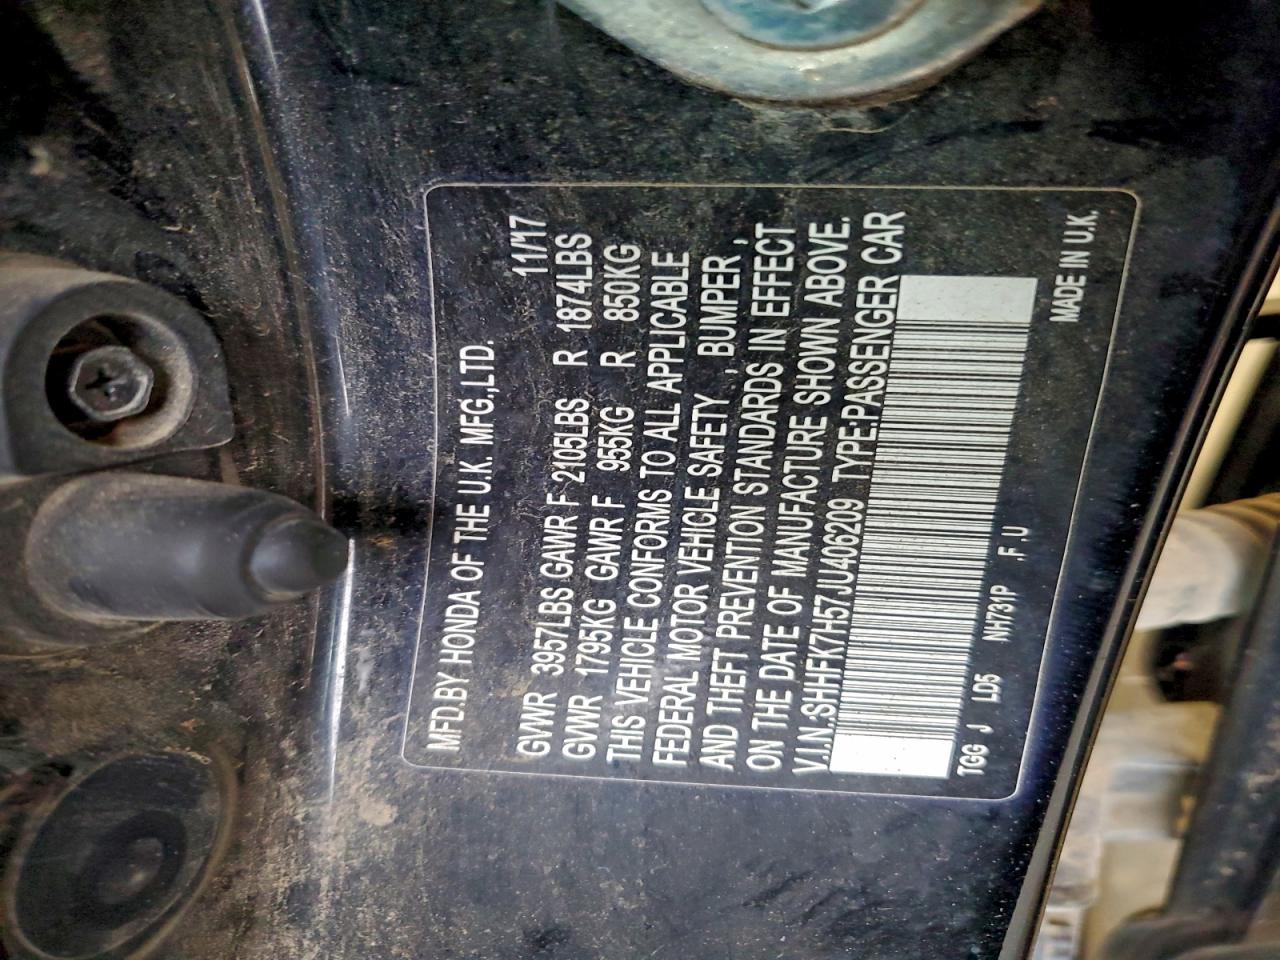 MFD.BY HONDA OF THE U.K. MFG.,LTD.
11/17
GVWR 3957LBS GAWR F 2105LBS R 1874LBS
GVWR 1795KG GAWR F 955KG R 850KG
THIS VEHICLE CONFORMS TO ALL APPLICABLE
FEDERAL MOTOR VEHICLE SAFETY , BUMPER ,
AND THEFT PREVENTION STANDARDS IN EFFECT
ON THE DATE OF MANUFACTURE SHOWN ABOVE.
V.I.N.:SHHFK7H57JU406209 TYPE:PASSENGER CAR
TGG J LD5 NH731P .F.U
MADE IN U.K.